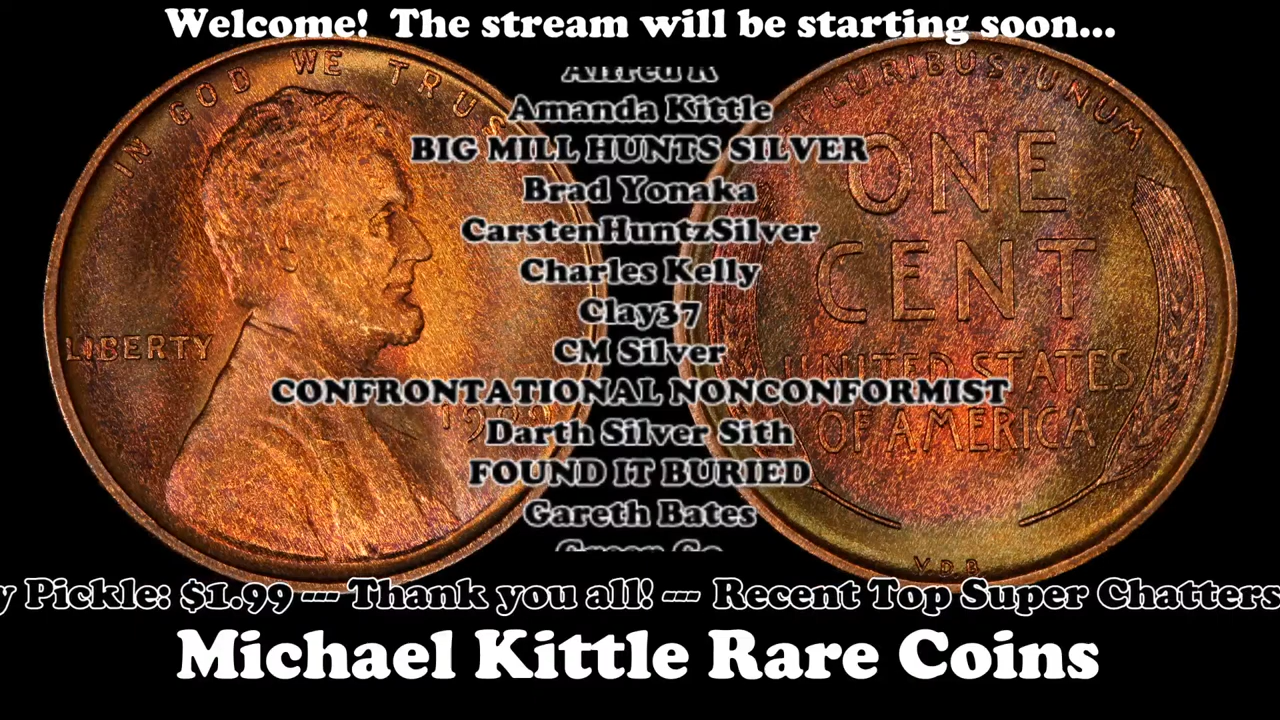 Welcome! The stream will be starting soon...
IN GOD WE TRUS
PLURIBUS UNUM
Alfred K
Amanda Kittle
BIG MILL HUNTS SILVER
Brad Yonaka
CarstenHuntzSilver
Charles Kelly
Clay37
CM Silver
CONFRONTATIONAL NONCONFORMIST
Darth Silver Sith
FOUND IT BURIED
Gareth Bates
LIBERTY
ONE
CENT
UNITED STATES
OF AMERICA
V.D.B
y Pickle: $1.99 --- Thank you all! --- Recent Top Super Chatters
Michael Kittle Rare Coins